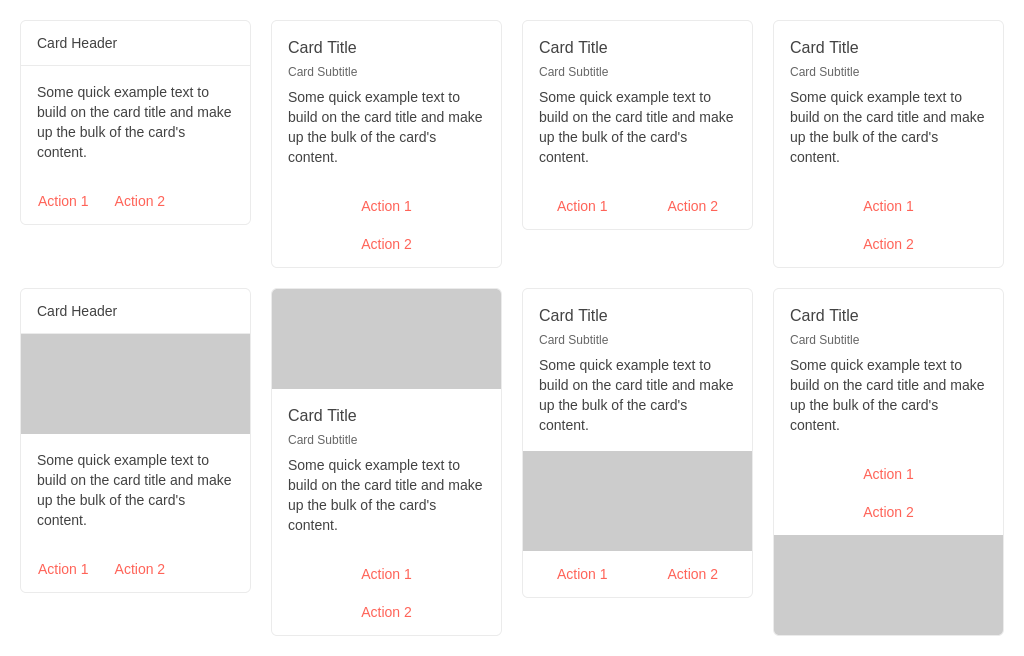 Card Header
Some quick example text to
build on the card title and make
up the bulk of the card's
content.
Action 1 Action 2
Card Title
Card Subtitle
Some quick example text to
build on the card title and make
up the bulk of the card's
content.
Action 1
Action 2
Card Title
Card Subtitle
Some quick example text to
build on the card title and make
up the bulk of the card's
content.
Action 1 Action 2
Card Title
Card Subtitle
Some quick example text to
build on the card title and make
up the bulk of the card's
content.
Action 1
Action 2
Card Header
Some quick example text to
build on the card title and make
up the bulk of the card's
content.
Action 1 Action 2
Card Title
Card Subtitle
Some quick example text to
build on the card title and make
up the bulk of the card's
content.
Action 1
Action 2
Card Title
Card Subtitle
Some quick example text to
build on the card title and make
up the bulk of the card's
content.
Action 1 Action 2
Card Title
Card Subtitle
Some quick example text to
build on the card title and make
up the bulk of the card's
content.
Action 1
Action 2